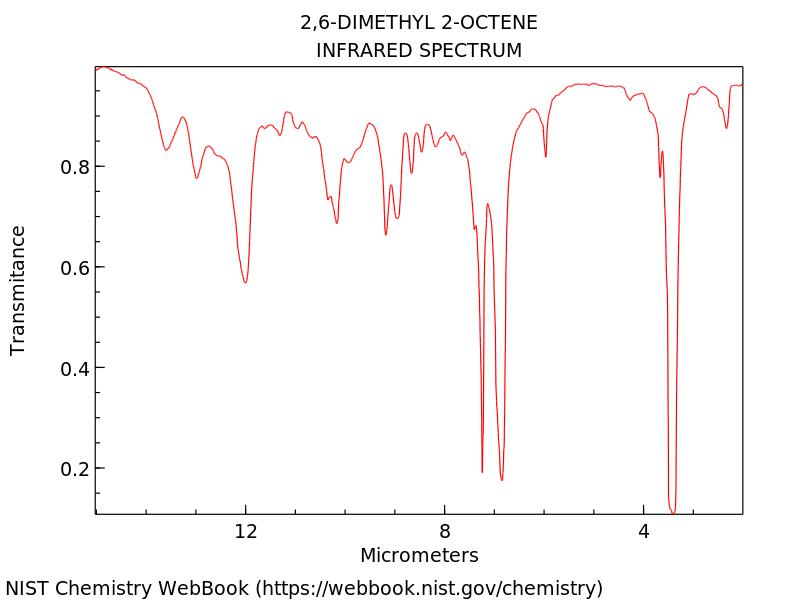 2,6-DIMETHYL 2-OCTENE
INFRARED SPECTRUM
0.8
0.6
0.4
0.2
Transmitance
12
8
4
Micrometers
NIST Chemistry WebBook (https://webbook.nist.gov/chemistry)